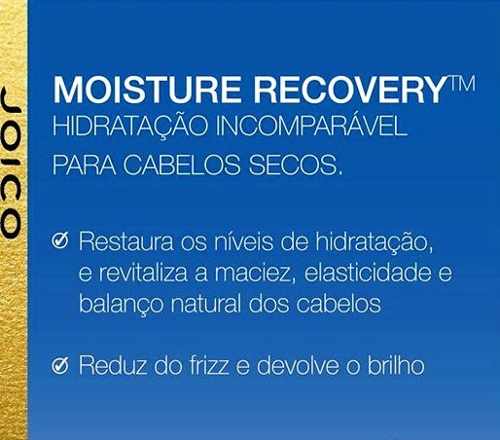 JOICO
MOISTURE RECOVERY™
HIDRATAÇÃO INCOMPARÁVEL
PARA CABELOS SECOS.
Restaura os níveis de hidratação,
e revitaliza a maciez, elasticidade e
balanço natural dos cabelos
Reduz do frizz e devolve o brilho